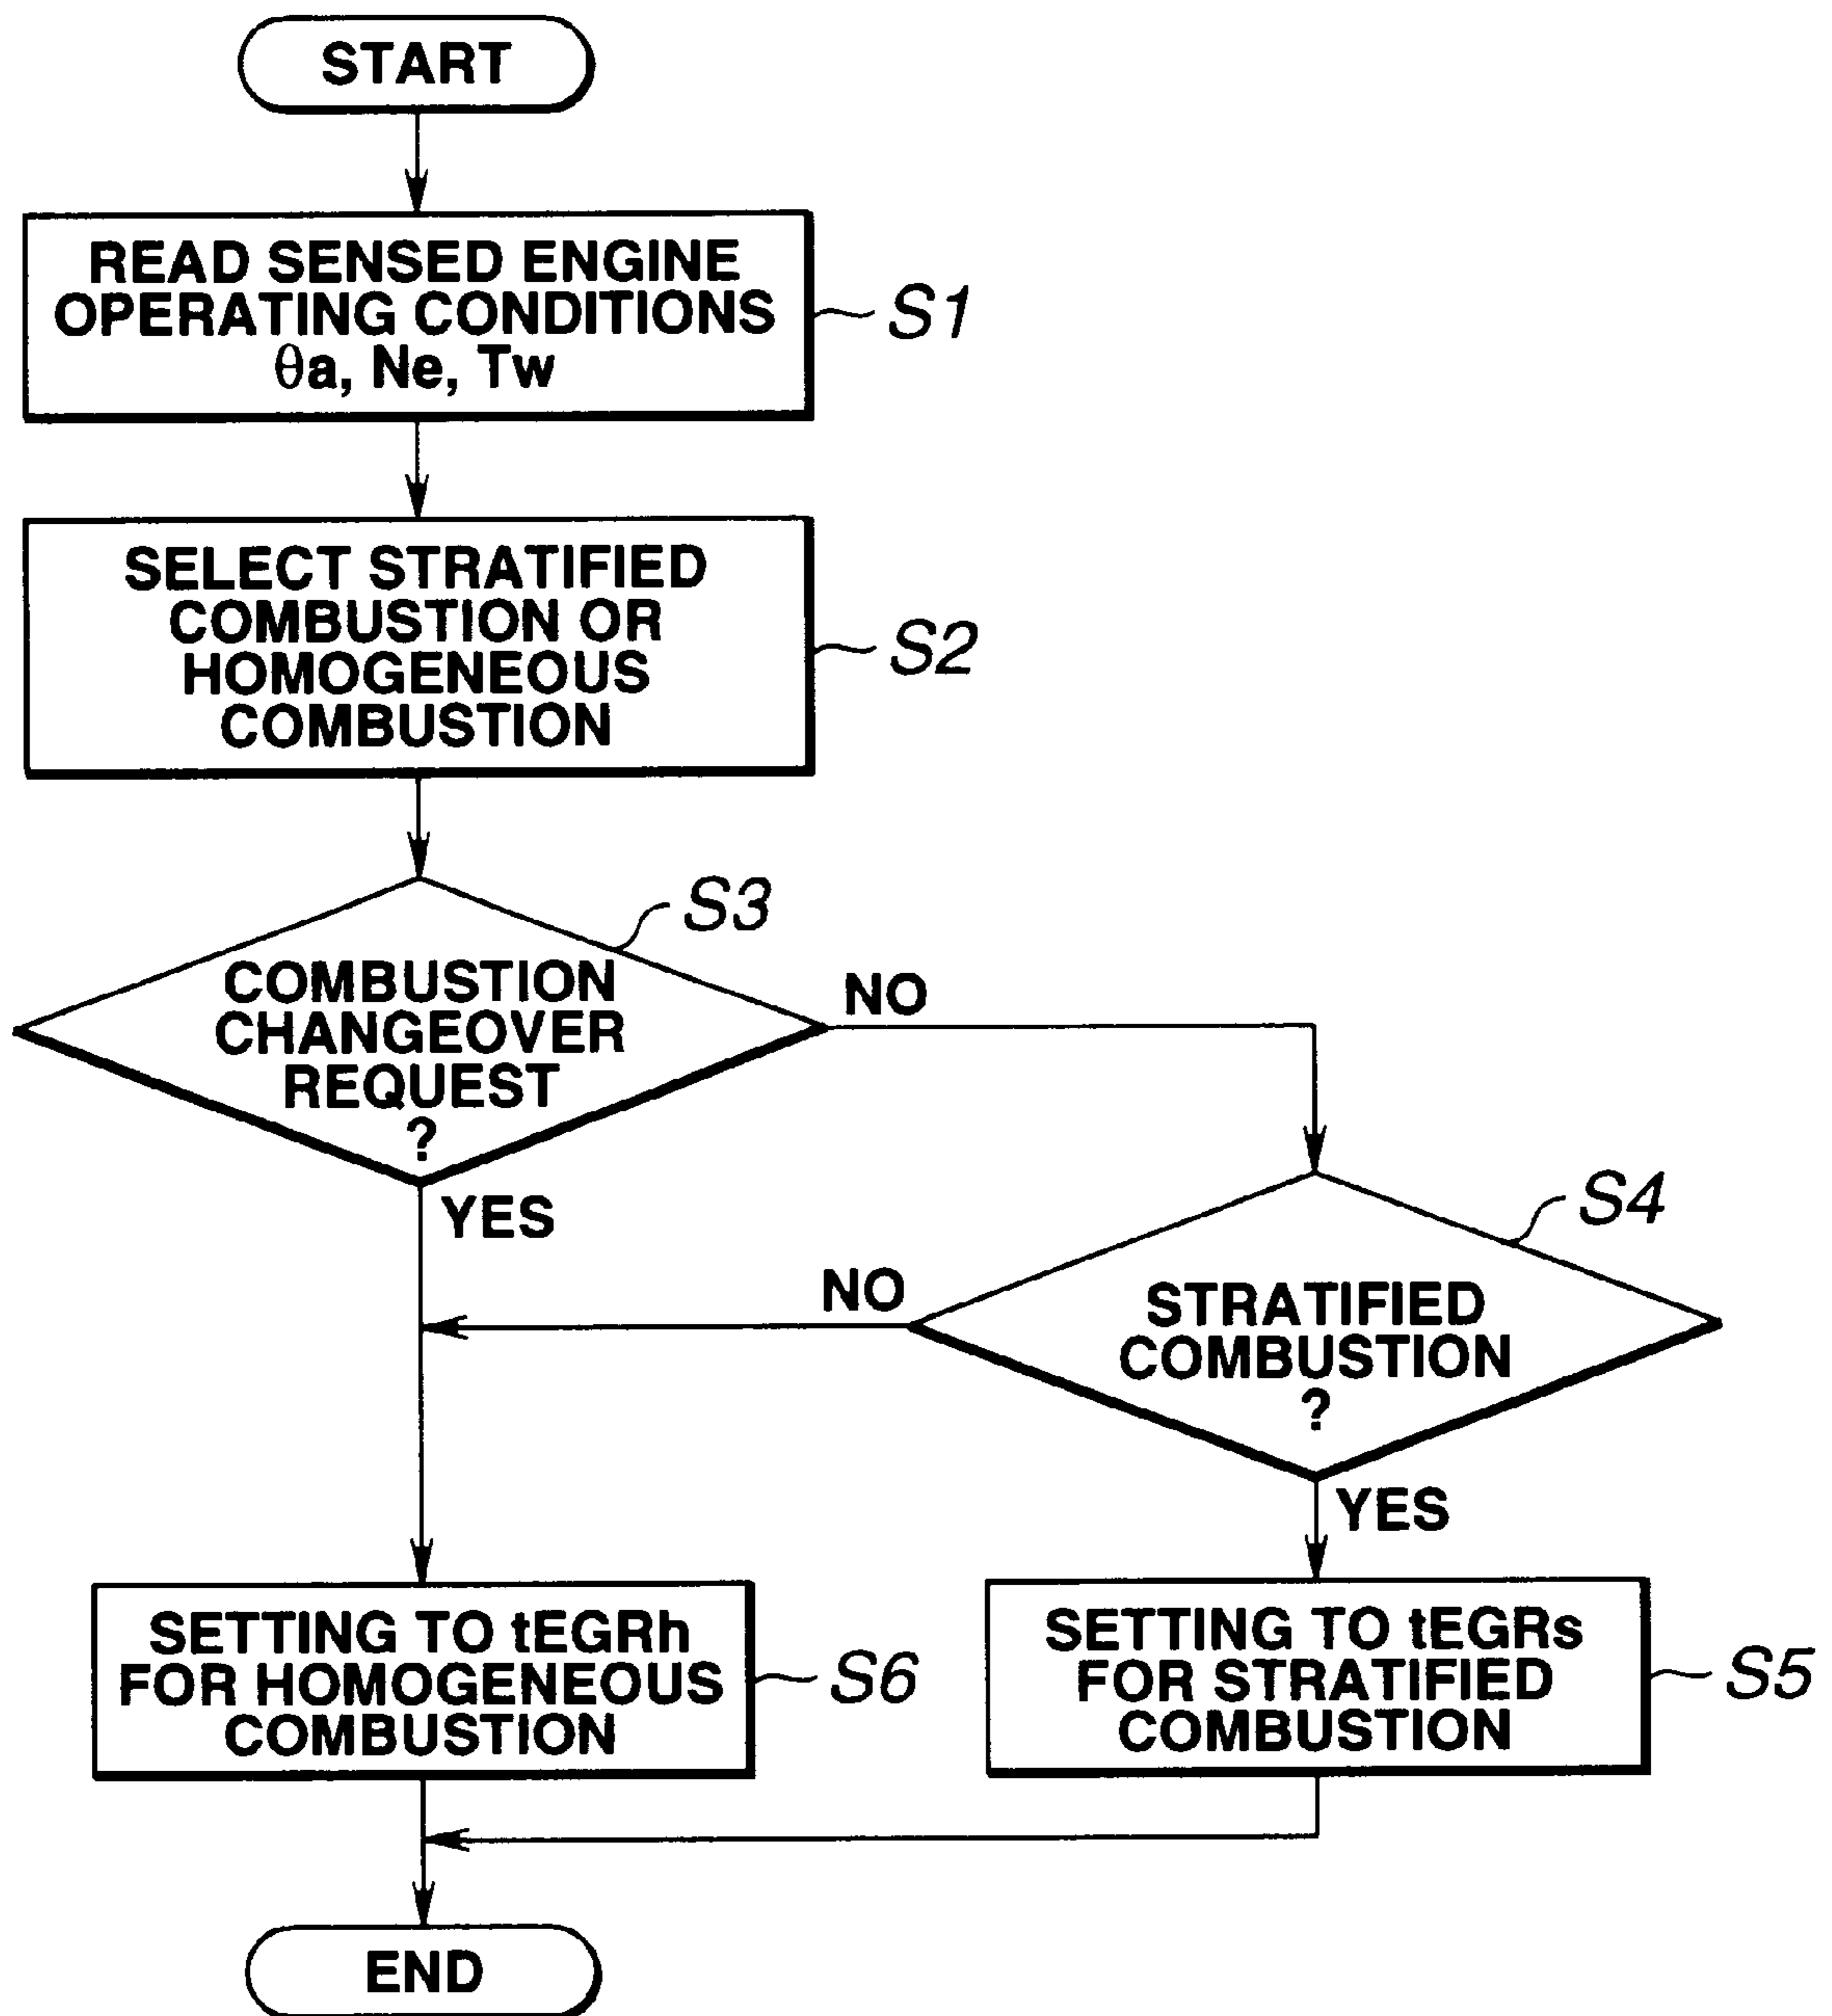 START
READ SENSED ENGINE
OPERATING CONDITIONS
θa, Ne, Tw
S1
SELECT STRATIFIED
COMBUSTION OR
HOMOGENEOUS
COMBUSTION
S2
S3
COMBUSTION
CHANGEOVER
REQUEST
?
NO
YES
S4
STRATIFIED
COMBUSTION
?
NO
YES
SETTING TO tEGRh
FOR HOMOGENEOUS
COMBUSTION
S6
SETTING TO tEGRs
FOR STRATIFIED
COMBUSTION
S5
END